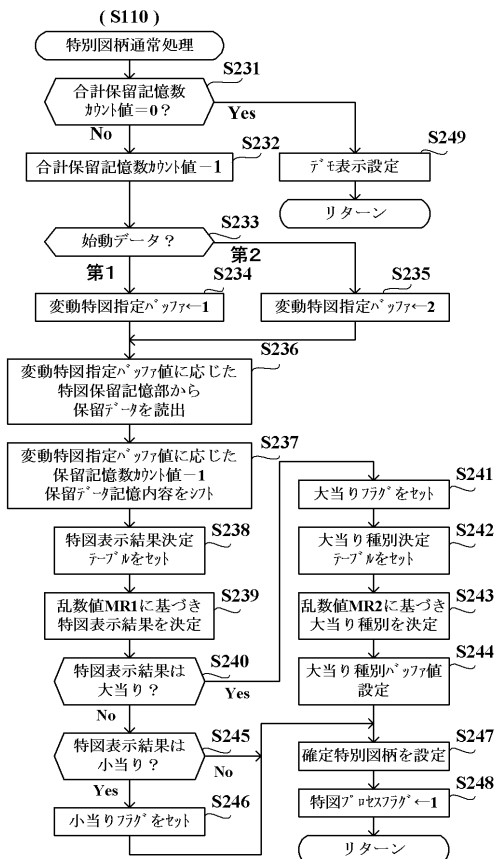 (S110)
特別図柄通常処理
S231
合計保留記憶数
カウント値=0?
Yes
No
S232
合計保留記憶数カウント値-1
S249
デモ表示設定
リターン
S233
始動データ?
第1
第2
S234
変動特図指定バッファ←1
S235
変動特図指定バッファ←2
S236
変動特図指定バッファ値に応じた
特図保留記憶部から
保留データを読出
S237
変動特図指定バッファ値に応じた
保留記憶数カウント値-1
保留データ記憶内容をシフト
S238
特図表示結果決定
テーブルをセット
S239
乱数値MR1に基づき
特図表示結果を決定
S240
特図表示結果は
大当り?
Yes
No
S241
大当りフラグをセット
S242
大当り種別決定
テーブルをセット
S243
乱数値MR2に基づき
大当り種別を決定
S244
大当り種別バッファ値
設定
S245
特図表示結果は
小当り?
No
Yes
S246
小当りフラグをセット
S247
確定特別図柄を設定
S248
特図プロセスフラグ←1
リターン